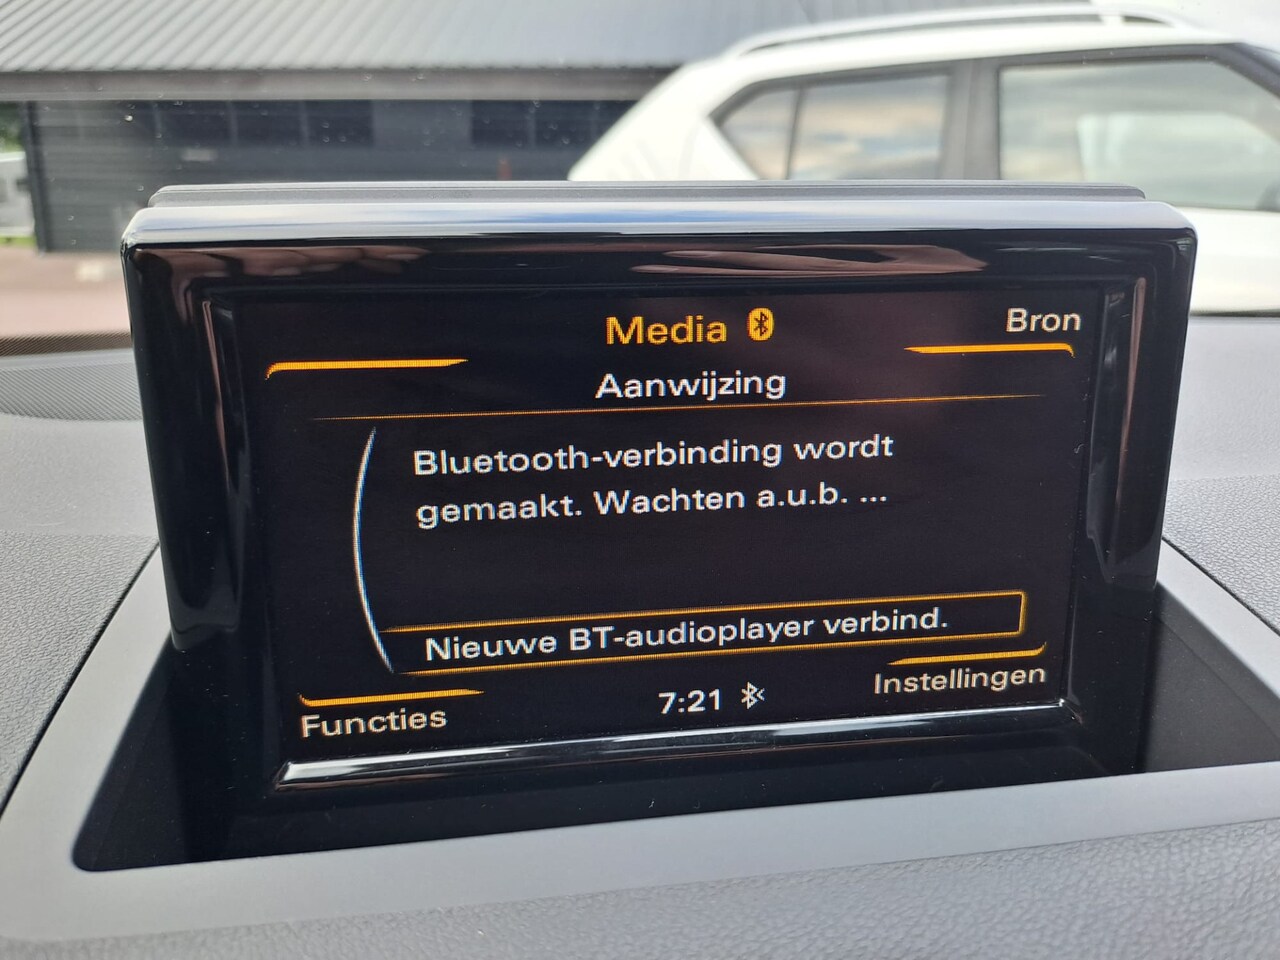 Media
Bron
Aanwijzing
Bluetooth-verbinding wordt
gemaakt. Wachten a.u.b. ...
Nieuwe BT-audioplayer verbind.
Functies
7:21
Instellingen